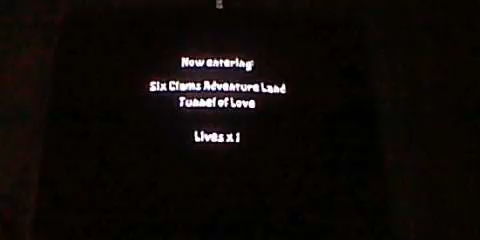 Now entering:
Six Clams Adventure Land
Tunnel of Love
Lives x 1